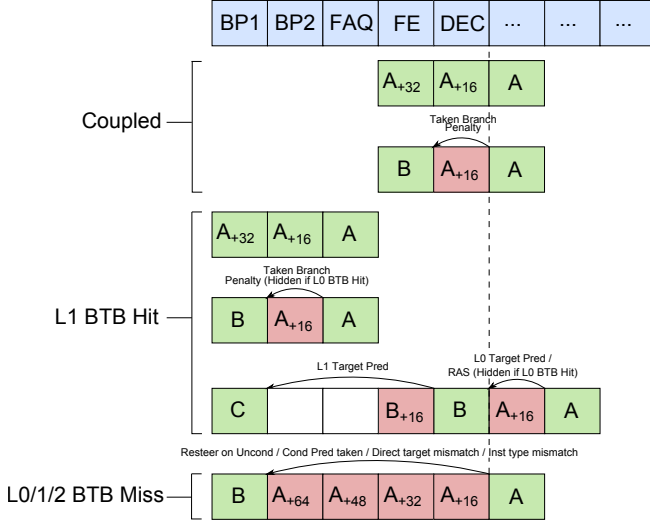 BP1 BP2 FAQ FE DEC ... ... ...
A+32 A+16 A
Coupled
Taken Branch
Penalty
B A+16 A
A+32 A+16 A
Taken Branch
Penalty (Hidden if L0 BTB Hit)
B A+16 A
L1 BTB Hit
L0 Target Pred /
RAS (Hidden if L0 BTB Hit)
L1 Target Pred
C B+16 B A+16 A
Resteer on Uncond / Cond Pred taken / Direct target mismatch / Inst type mismatch
L0/1/2 BTB Miss
B A+64 A+48 A+32 A+16 A